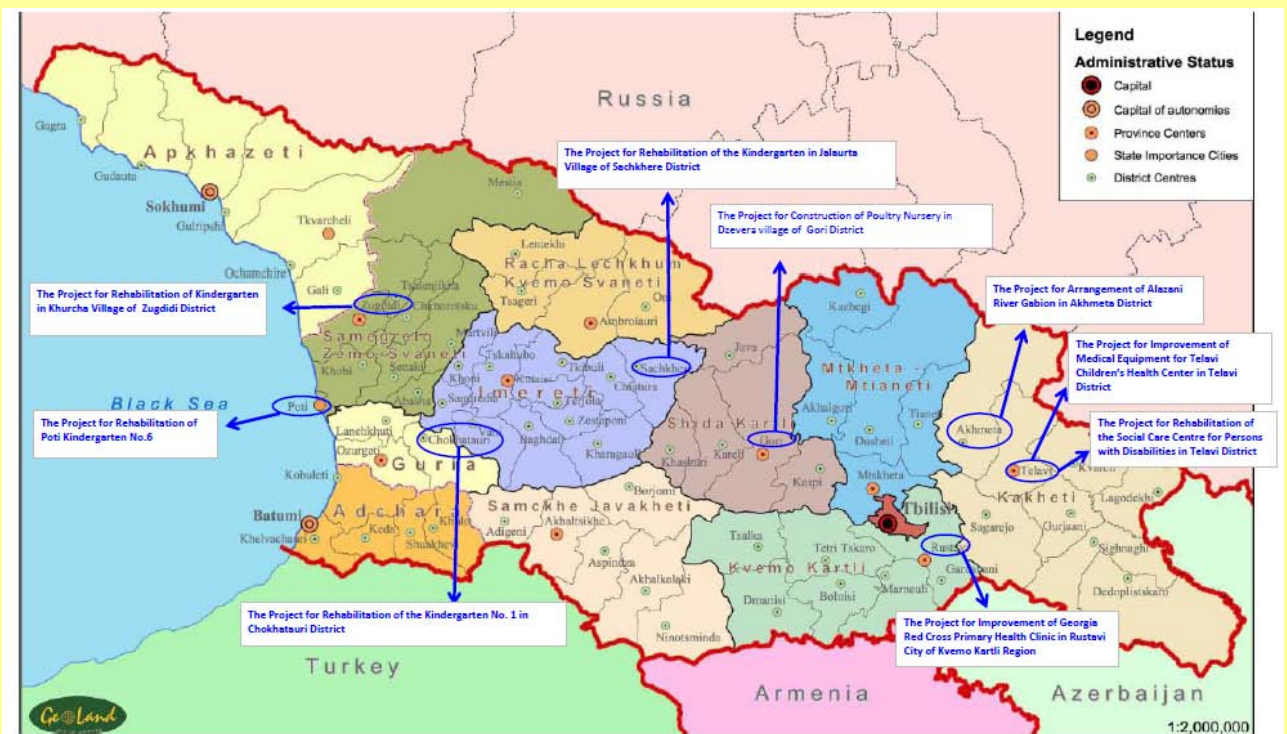 Legend
Administrative Status
Capital
Capital of autonomies
Province Centers
State Importance Cities
District Centres
Russia
Gagra
Apkhazeti
Gudauta
Sokhumi
Gulripshi
Tkvarcheli
Ochamchire
Gali
The Project for Rehabilitation of the Kindergarten in Jalaurta
Village of Sachkhere District
The Project for Construction of Poultry Nursery in
Dzevera village of Gori District
The Project for Arrangement of Alazani
River Gabion in Akhmeta District
The Project for Improvement of
Medical Equipment for Telavi
Children's Health Center in Telavi
District
The Project for Rehabilitation of
the Social Care Centre for Persons
with Disabilities in Telavi District
The Project for Rehabilitation of Kindergarten
in Khurcha Village of Zugdidi District
The Project for Rehabilitation of
Poti Kindergarten No.6
Mestia
Lentekhi
Racha Lechkhum
Kvemo Svaneti
Tsageri
Oni
Ambrolauri
Kazbegi
Zugdidi
Chkhorotsku
Martvili
Samegrelo
Zemo Svaneti
Khobi
Senaki
Abasha
Khoni
Tskaltubo
Tkibuli
Chiatura
Java
Imereti
Samtredia
Terjola
Zestaponi
Baghdati
Kharagauli
Mtkheta -
Mtianeti
Akhalgori
Dusheti
Mtskheta
Akhmeta
Telavi
Kakheti
Lagodekhi
Sagarejo
Gurjaani
Sighnaghi
Dedoplistskaro
Black Sea
Poti
Lanchkhuti
Chokhatauri
Ozurgeti
Guria
Kobuleti
Shida Kartli
Gori
Khashuri
Kareli
Kaspi
Batumi
Khelvachauri
Adchara
Keda
Khulo
Samckhe Javakheti
Borjomi
Adigeni
Akhaltsikhe
Aspindza
Akhalkalaki
Ninotsminda
Tbilisi
Tsalka
Tetri Tskaro
Kvemo Kartli
Marneuli
Dmanisi
Bolnisi
The Project for Rehabilitation of the Kindergarten No. 1 in
Chokhatauri District
The Project for Improvement of Georgia
Red Cross Primary Health Clinic in Rustavi
City of Kvemo Kartli Region
Turkey
Armenia
Azerbaijan
GeoLand
1:2,000,000